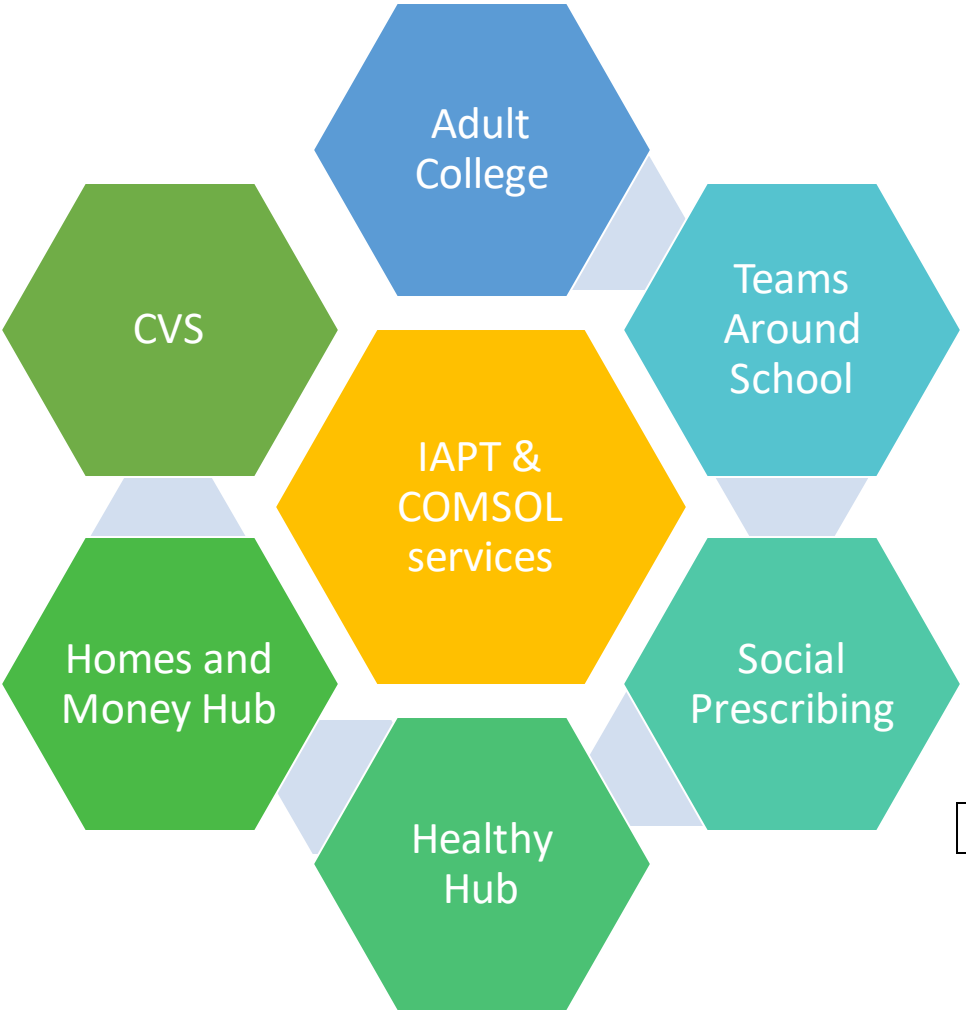 Adult
College
Teams
Around
School
CVS
IAPT &
COMSOL
services
Homes and
Money Hub
Social
Prescribing
Healthy
Hub